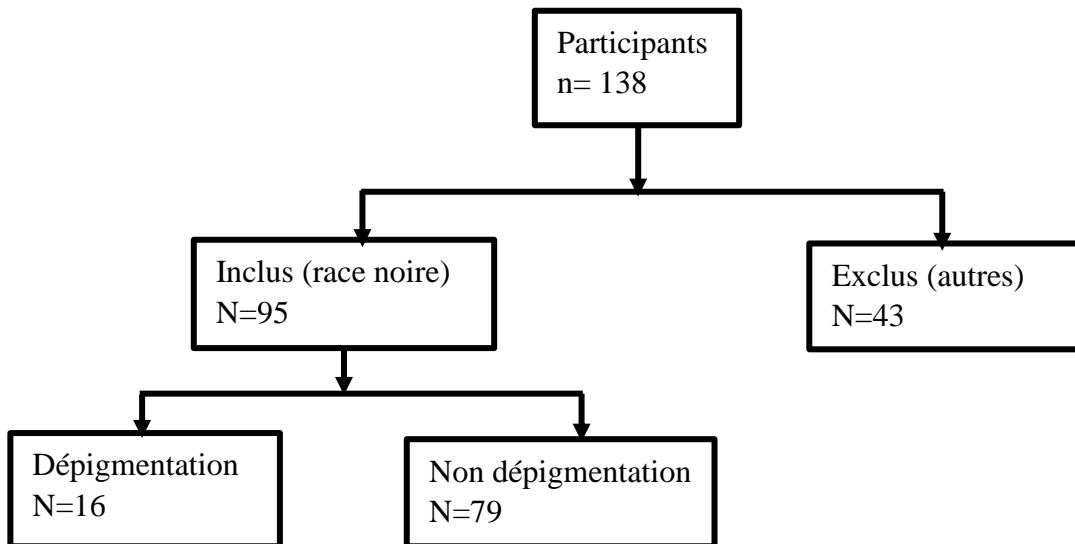 Participants
n= 138
Inclus (race noire)
N=95
Exclus (autres)
N=43
Dépigmentation
N=16
Non dépigmentation
N=79